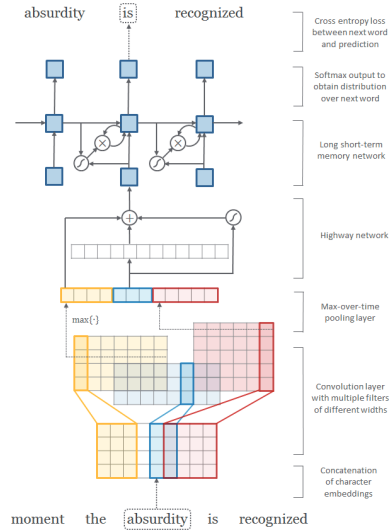 absurdity is recognized
Cross entropy loss
between next word
and prediction
Softmax output to
obtain distribution
over next word
Long short-term
memory network
Highway network
Max-over-time
pooling layer
max{·}
Convolution layer
with multiple filters
of different widths
Concatenation
of character
embeddings
moment the absurdity is recognized